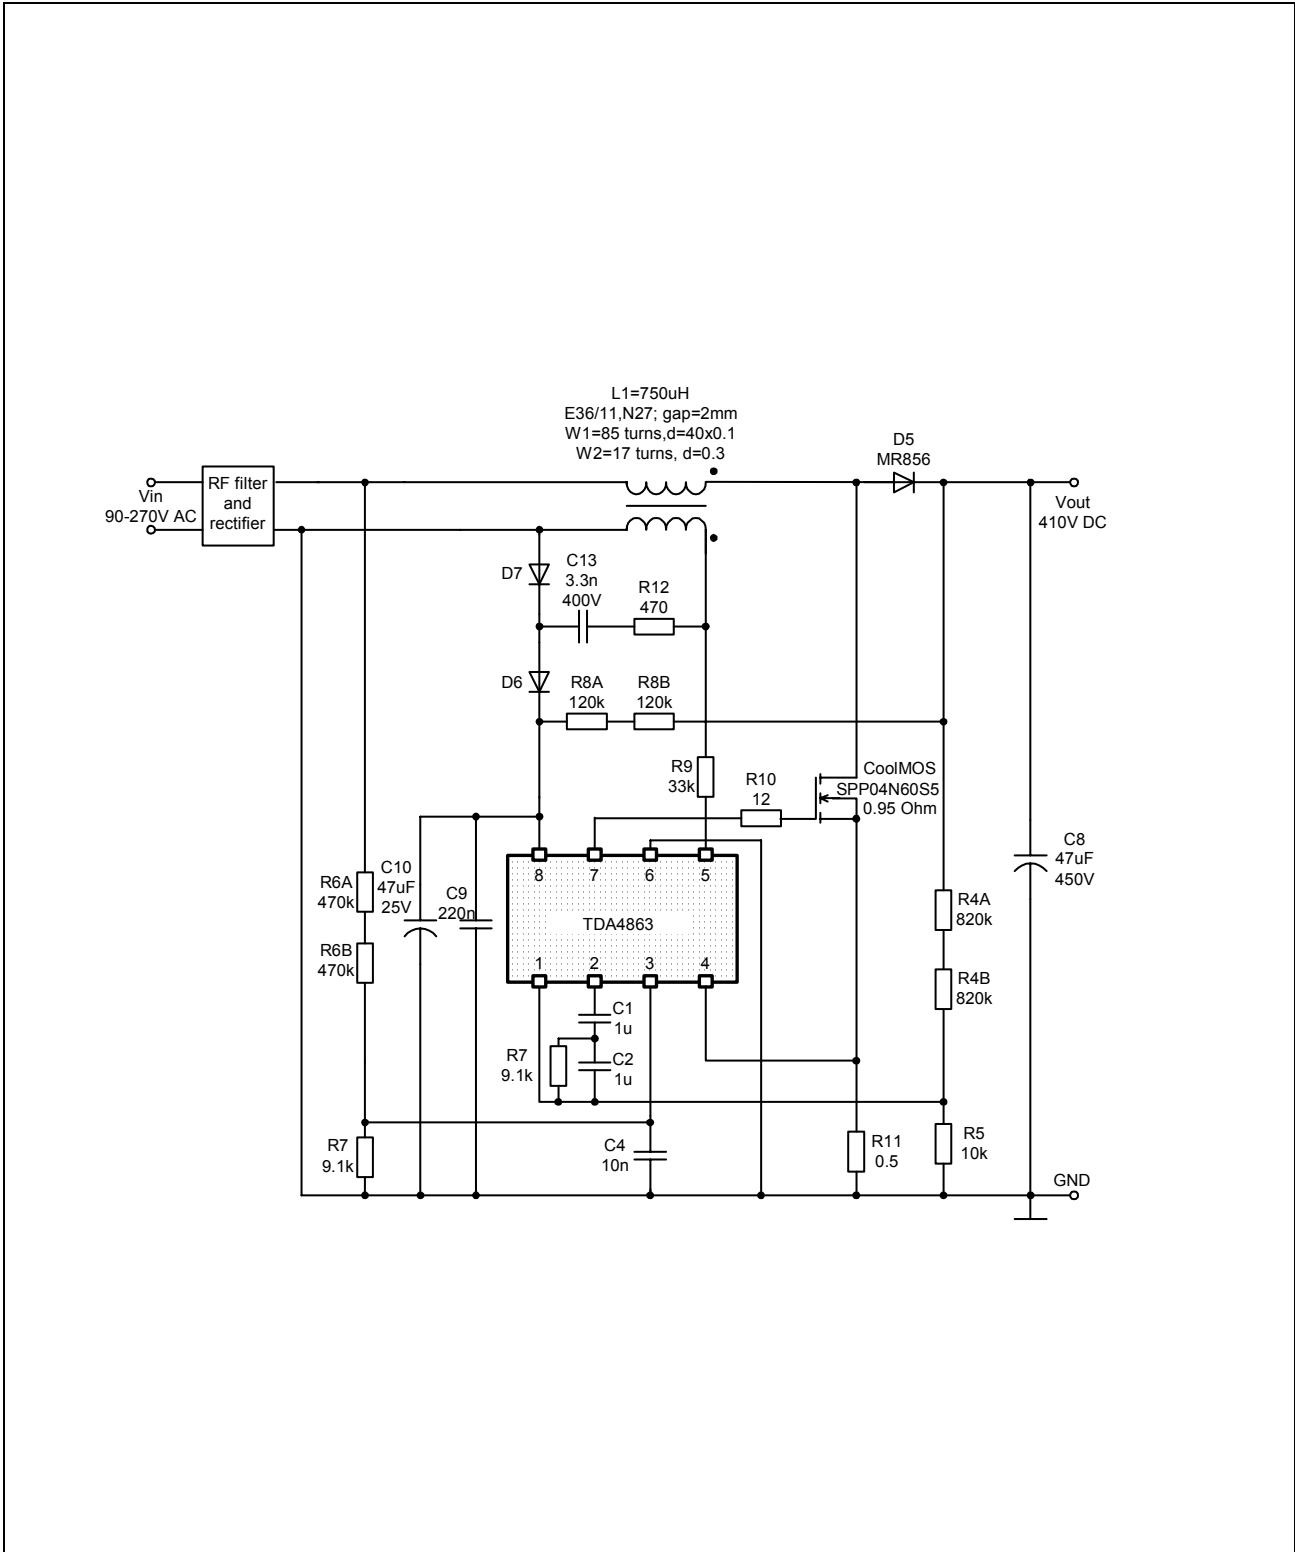 L1=750uH
E36/11,N27; gap=2mm
W1=85 turns,d=40x0.1
W2=17 turns, d=0.3
D5
MR856
Vin
90-270V AC
RF filter
and
rectifier
Vout
410V DC
D7
C13
3.3n
400V
R12
470
D6
R8A
120k
R8B
120k
R9
33k
R10
12
CoolMOS
SPP04N60S5
0.95 Ohm
C8
47uF
450V
R6A
470k
C10
47uF
25V
C9
220n
8
7
6
5
TDA4863
R4A
820k
R6B
470k
1
2
3
4
R4B
820k
C1
1u
R7
9.1k
C2
1u
R7
9.1k
C4
10n
R11
0.5
R5
10k
GND